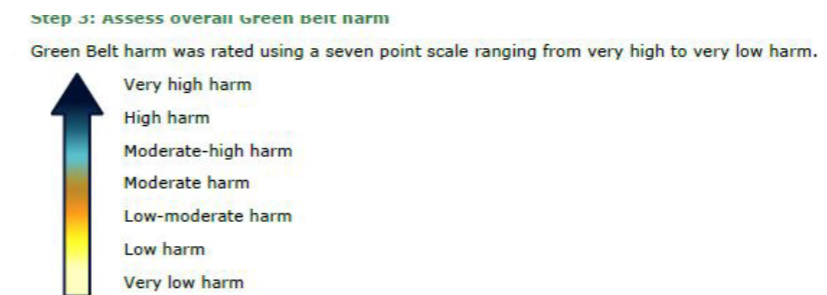 Step 3: Assess overall Green Belt harm
Green Belt harm was rated using a seven point scale ranging from very high to very low harm.
Very high harm
High harm
Moderate-high harm
Moderate harm
Low-moderate harm
Low harm
Very low harm